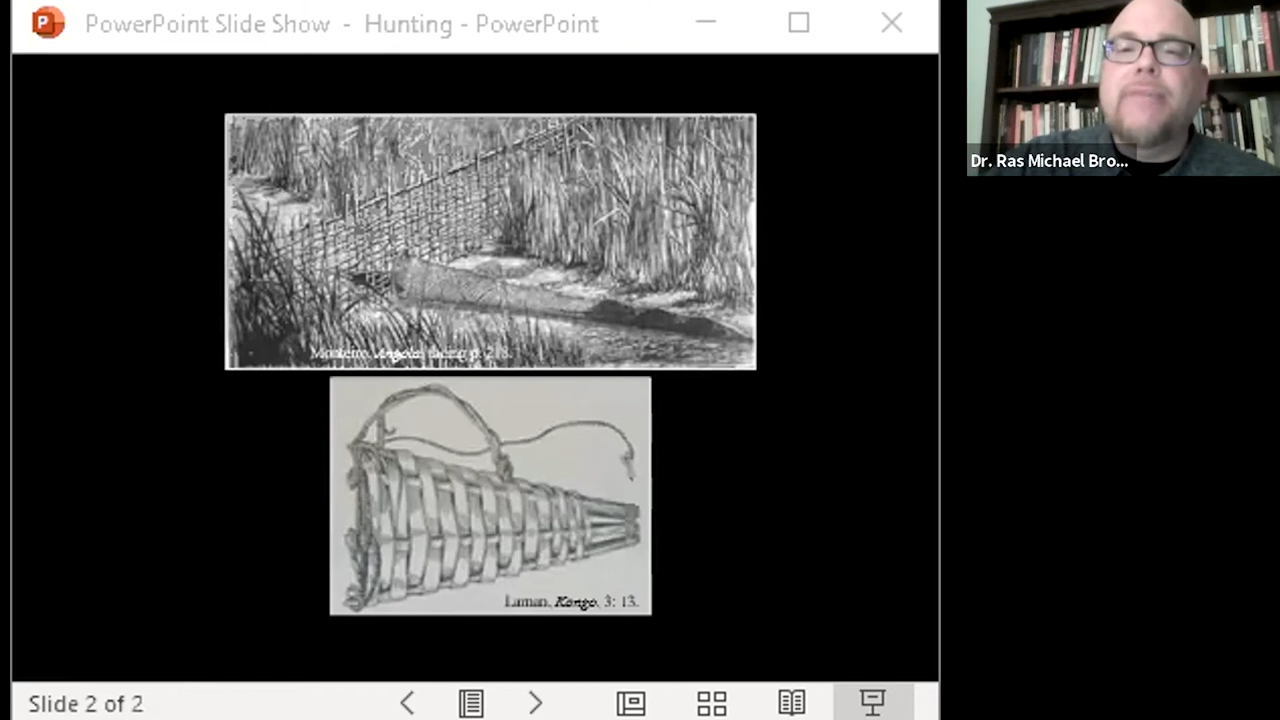 PowerPoint Slide Show - Hunting - PowerPoint
Dr. Ras Michael Bro...
Monteiro, Angola, facing p. 218.
Laman, Kongo, 3: 13.
Slide 2 of 2